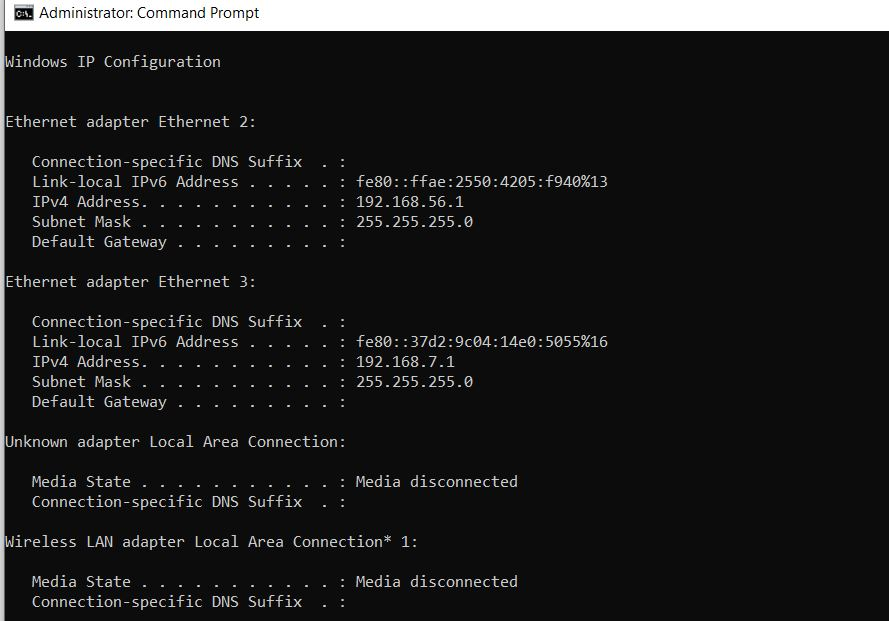 Administrator: Command Prompt
Windows IP Configuration
Ethernet adapter Ethernet 2:
Connection-specific DNS Suffix  . :
Link-local IPv6 Address . . . . . : fe80::ffae:2550:4205:f940%13
IPv4 Address. . . . . . . . . . . : 192.168.56.1
Subnet Mask . . . . . . . . . . . : 255.255.255.0
Default Gateway . . . . . . . . . :
Ethernet adapter Ethernet 3:
Connection-specific DNS Suffix  . :
Link-local IPv6 Address . . . . . : fe80::37d2:9c04:14e0:5055%16
IPv4 Address. . . . . . . . . . . : 192.168.7.1
Subnet Mask . . . . . . . . . . . : 255.255.255.0
Default Gateway . . . . . . . . . :
Unknown adapter Local Area Connection:
Media State . . . . . . . . . . . : Media disconnected
Connection-specific DNS Suffix  . :
Wireless LAN adapter Local Area Connection* 1:
Media State . . . . . . . . . . . : Media disconnected
Connection-specific DNS Suffix  . :